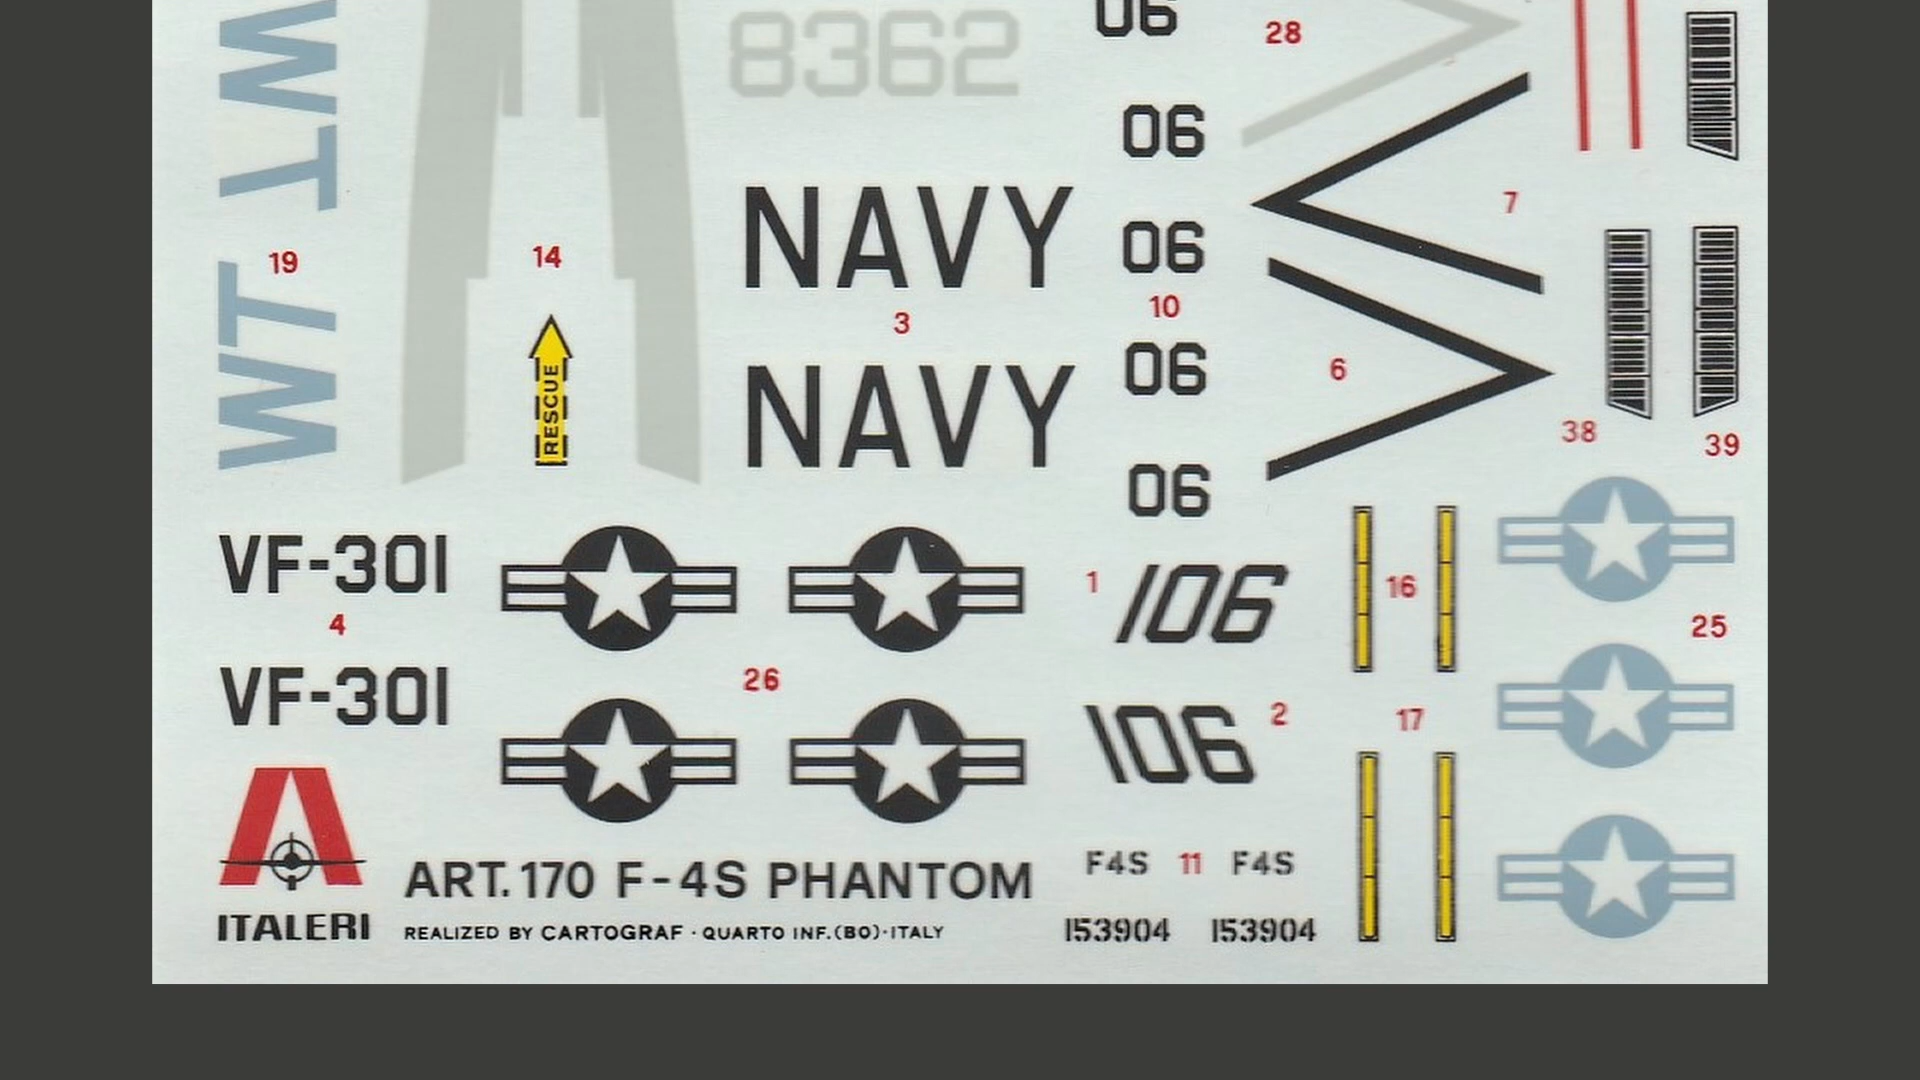 WT
19
WT
14
RESCUE
8362
NAVY
3
NAVY
06
06
06
10
06
06
28
7
6
38
39
VF-301
4
VF-301
26
1
106
106
2
16
17
25
ITALERI
ART. 170 F-4S PHANTOM
REALIZED BY CARTOGRAF · QUARTO INF.(BO)·ITALY
F4S 11 F4S
153904 153904